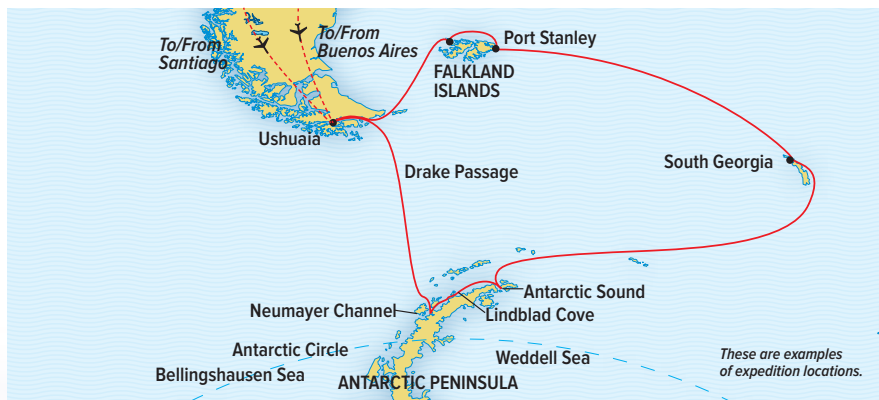 To/From
Santiago
To/From
Buenos Aires
Port Stanley
FALKLAND
ISLANDS
Ushuaia
Drake Passage
South Georgia
Antarctic Sound
Neumayer Channel
Lindblad Cove
Antarctic Circle
Weddell Sea
Bellingshausen Sea
ANTARCTIC PENINSULA
These are examples
of expedition locations.